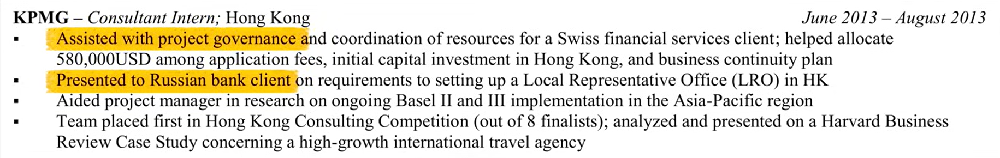 KPMG – Consultant Intern; Hong Kong June 2013 – August 2013
▪ Assisted with project governance and coordination of resources for a Swiss financial services client; helped allocate
580,000USD among application fees, initial capital investment in Hong Kong, and business continuity plan
▪ Presented to Russian bank client on requirements to setting up a Local Representative Office (LRO) in HK
▪ Aided project manager in research on ongoing Basel II and III implementation in the Asia-Pacific region
▪ Team placed first in Hong Kong Consulting Competition (out of 8 finalists); analyzed and presented on a Harvard Business
Review Case Study concerning a high-growth international travel agency